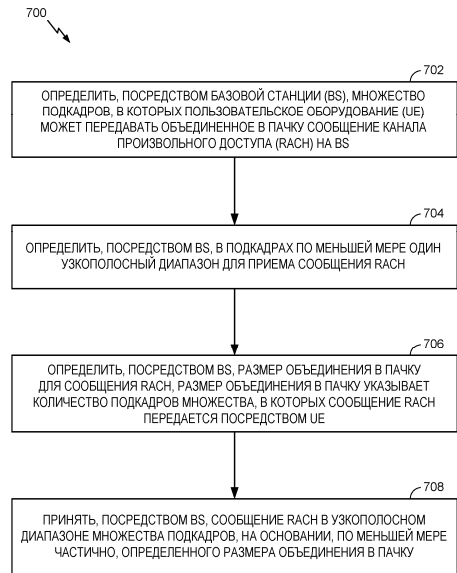 700
702
ОПРЕДЕЛИТЬ, ПОСРЕДСТВОМ БАЗОВОЙ СТАНЦИИ (BS), МНОЖЕСТВО
ПОДКАДРОВ, В КОТОРЫХ ПОЛЬЗОВАТЕЛЬСКОЕ ОБОРУДОВАНИЕ (UE)
МОЖЕТ ПЕРЕДАВАТЬ ОБЪЕДИНЕННОЕ В ПАЧКУ СООБЩЕНИЕ КАНАЛА
ПРОИЗВОЛЬНОГО ДОСТУПА (RACH) НА BS
704
ОПРЕДЕЛИТЬ, ПОСРЕДСТВОМ BS, В ПОДКАДРАХ ПО МЕНЬШЕЙ МЕРЕ ОДИН
УЗКОПОЛОСНЫЙ ДИАПАЗОН ДЛЯ ПРИЕМА СООБЩЕНИЯ RACH
706
ОПРЕДЕЛИТЬ, ПОСРЕДСТВОМ BS, РАЗМЕР ОБЪЕДИНЕНИЯ В ПАЧКУ
ДЛЯ СООБЩЕНИЯ RACH, РАЗМЕР ОБЪЕДИНЕНИЯ В ПАЧКУ УКАЗЫВАЕТ
КОЛИЧЕСТВО ПОДКАДРОВ МНОЖЕСТВА, В КОТОРЫХ СООБЩЕНИЕ RACH
ПЕРЕДАЕТСЯ ПОСРЕДСТВОМ UE
708
ПРИНЯТЬ, ПОСРЕДСТВОМ BS, СООБЩЕНИЕ RACH В УЗКОПОЛОСНОМ
ДИАПАЗОНЕ МНОЖЕСТВА ПОДКАДРОВ, НА ОСНОВАНИИ, ПО МЕНЬШЕЙ МЕРЕ
ЧАСТИЧНО, ОПРЕДЕЛЕННОГО РАЗМЕРА ОБЪЕДИНЕНИЯ В ПАЧКУ